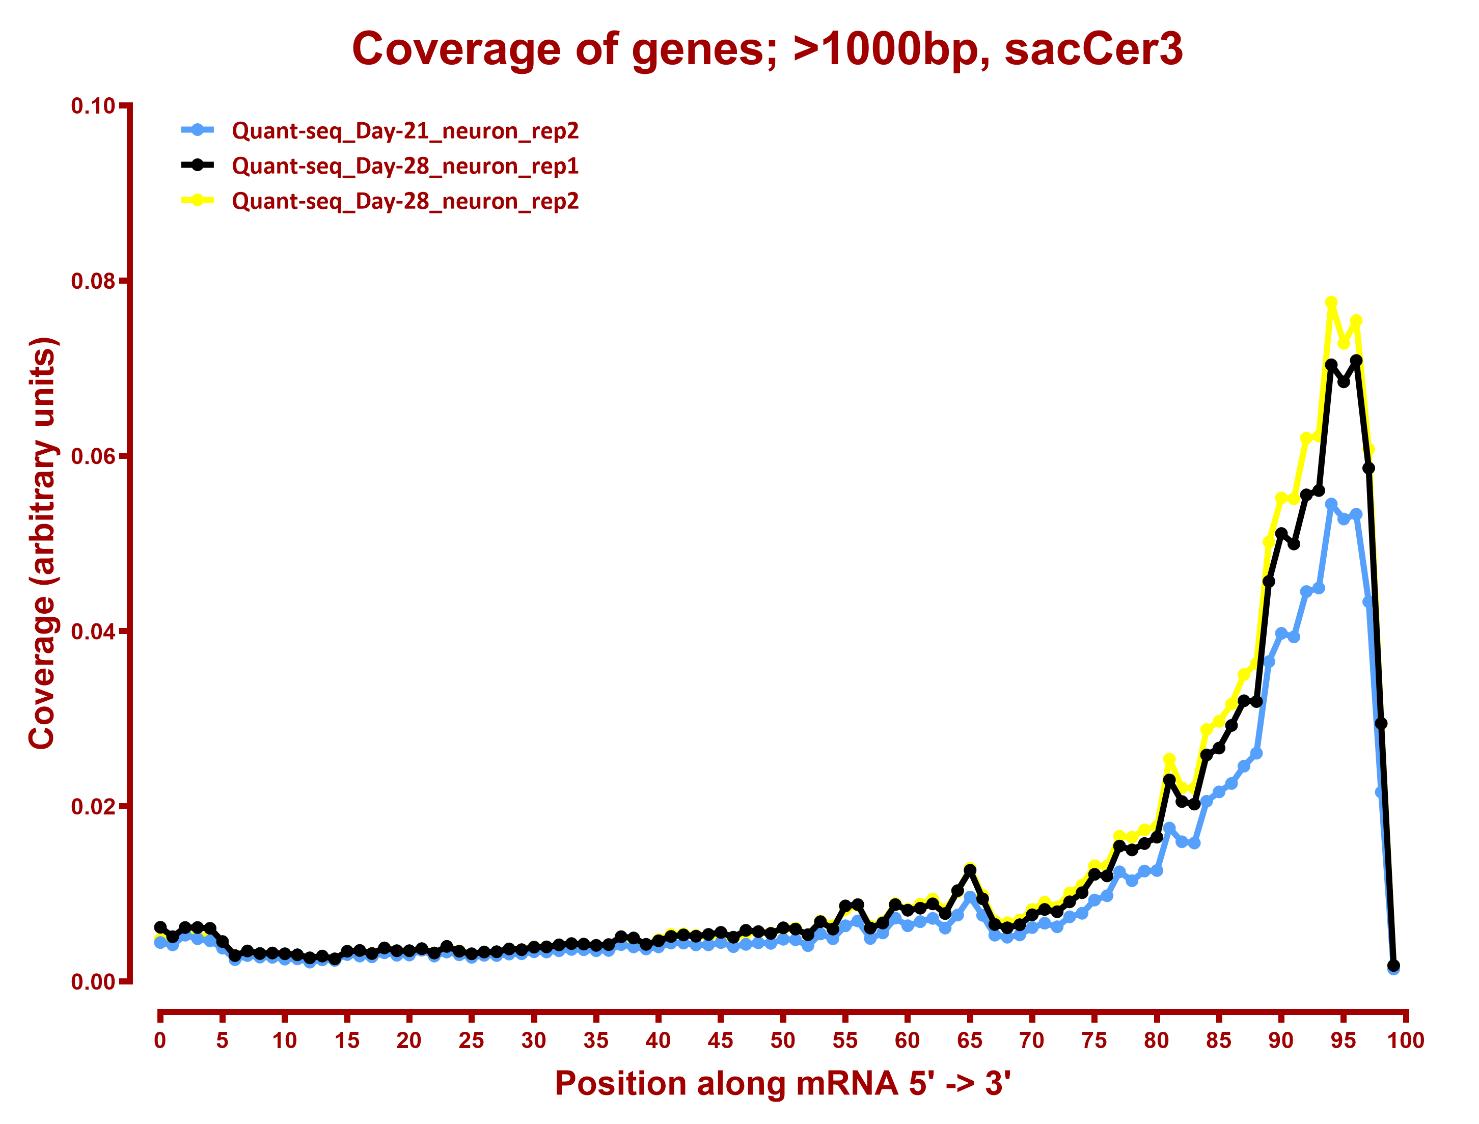 Coverage of genes; >1000bp, sacCer3
Quant-seq_Day-21_neuron_rep2
Quant-seq_Day-28_neuron_rep1
Quant-seq_Day-28_neuron_rep2
Coverage (arbitrary units)
0.10
0.08
0.06
0.04
0.02
0.00
0 5 10 15 20 25 30 35 40 45 50 55 60 65 70 75 80 85 90 95 100
Position along mRNA 5' -> 3'